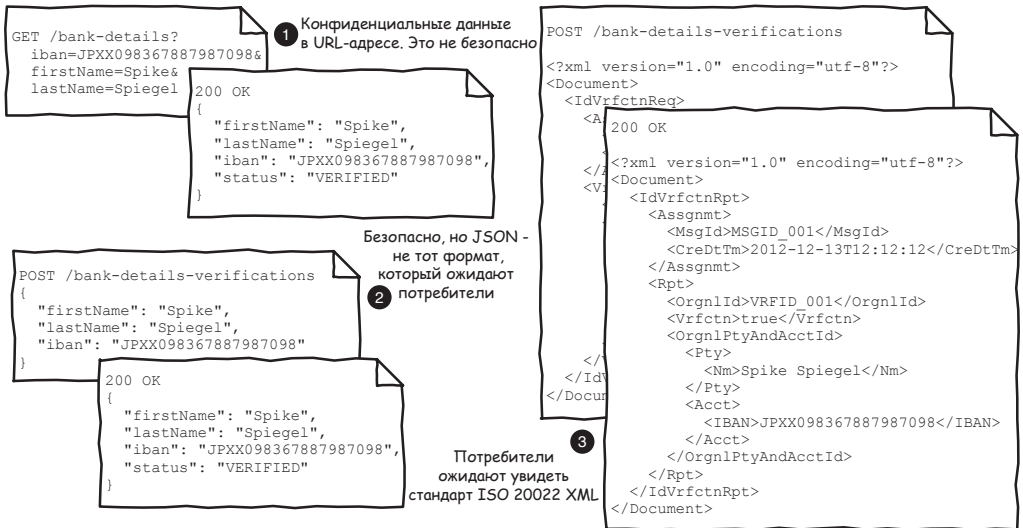 GET /bank-details?
iban=JPXX098367887987098&
firstName=Spike&
lastName=Spiegel
1
Конфиденциальные данные
в URL-адресе. Это не безопасно
200 OK
{
"firstName": "Spike",
"lastName": "Spiegel",
"iban": "JPXX098367887987098",
"status": "VERIFIED"
}
Безопасно, но JSON -
не тот формат,
который ожидают
потребители
2
POST /bank-details-verifications
{
"firstName": "Spike",
"lastName": "Spiegel",
"iban": "JPXX098367887987098"
}
200 OK
{
"firstName": "Spike",
"lastName": "Spiegel",
"iban": "JPXX098367887987098",
"status": "VERIFIED"
}
3
Потребители
ожидают увидеть
стандарт ISO 20022 XML
POST /bank-details-verifications
<?xml version="1.0" encoding="utf-8"?>
<Document>
<IdVrfctnReq>
<A
<
</A
<V
</
</Id
</Docum
200 OK
<?xml version="1.0" encoding="utf-8"?>
<Document>
<IdVrfctnRpt>
<Assgnmt>
<MsgId>MSGID_001</MsgId>
<CreDtTm>2012-12-13T12:12:12</CreDtTm>
</Assgnmt>
<Rpt>
<OrgnlId>VRFID_001</OrgnlId>
<Vrfctn>true</Vrfctn>
<OrgnlPtyAndAcctId>
<Pty>
<Nm>Spike Spiegel</Nm>
</Pty>
<Acct>
<IBAN>JPXX098367887987098</IBAN>
</Acct>
</OrgnlPtyAndAcctId>
</Rpt>
</IdVrfctnRpt>
</Document>